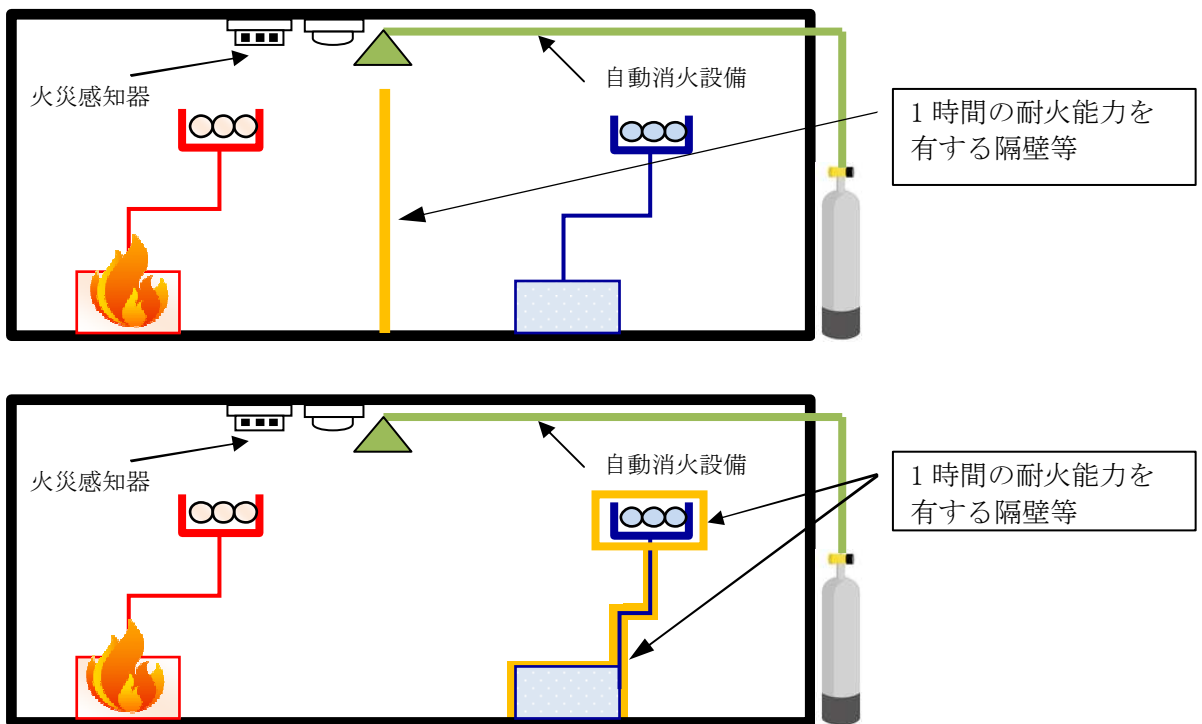 火災感知器
自動消火設備
1 時間の耐火能力を
有する隔壁等
火災感知器
自動消火設備
1 時間の耐火能力を
有する隔壁等